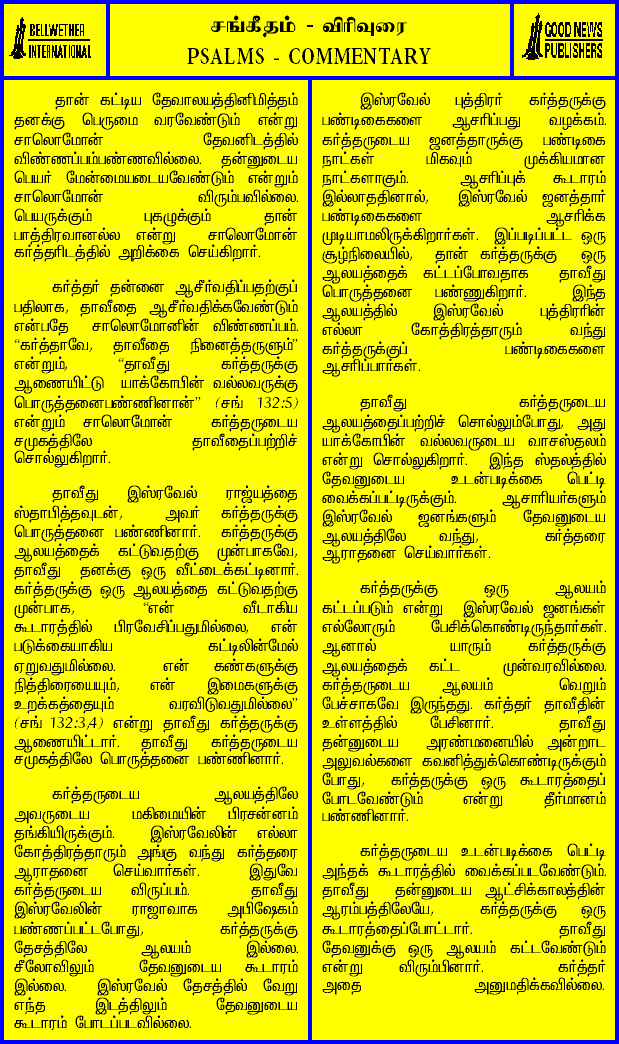 BELLWETHER
INTERNATIONAL
சங்கீதம் - விரிவுரை
PSALMS - COMMENTARY
GOOD NEWS
PUBLISHERS
தான் கட்டிய தேவாலயத்தினிமித்தம்
தனக்கு பெருமை வரவேண்டும் என்று
சாலொமோன் தேவனிடத்தில்
விண்ணப்பம்பண்ணவில்லை. தன்னுடைய
பெயர் மேன்மையடையவேண்டும் என்றும்
சாலொமோன் விரும்பவில்லை.
பெயருக்கும் புகழுக்கும் தான்
பாத்திரவானல்ல என்று சாலொமோன்
கர்த்தரிடத்தில் அறிக்கை செய்கிறார்.
கர்த்தர் தன்னை ஆசீர்வதிப்பதற்குப்
பதிலாக, தாவீதை ஆசீர்வதிக்கவேண்டும்
என்பதே சாலொமோனின் விண்ணப்பம்.
“கர்த்தாவே, தாவீதை நினைத்தருளும்”
என்றும், “தாவீது கர்த்தருக்கு
ஆணையிட்டு யாக்கோபின் வல்லவருக்கு
பொருத்தனைபண்ணினான்” (சங் 132:5)
என்றும் சாலொமோன் கர்த்தருடைய
சமுகத்திலே தாவீதைப்பற்றிச்
சொல்லுகிறார்.
தாவீது இஸ்ரவேல் ராஜ்யத்தை
ஸ்தாபித்தவுடன், அவர் கர்த்தருக்கு
பொருத்தனை பண்ணினார். கர்த்தருக்கு
ஆலயத்தைக் கட்டுவதற்கு முன்பாகவே,
தாவீது தனக்கு ஒரு வீட்டைக்கட்டினார்.
கர்த்தருக்கு ஒரு ஆலயத்தை கட்டுவதற்கு
முன்பாக, “என் வீடாகிய
கூடாரத்தில் பிரவேசிப்பதுமில்லை, என்
படுக்கையாகிய கட்டிலின்மேல்
ஏறுவதுமில்லை. என் கண்களுக்கு
நித்திரையையும், என் இமைகளுக்கு
உறக்கத்தையும் வரவிடுவதுமில்லை”
(சங் 132:3,4) என்று தாவீது கர்த்தருக்கு
ஆணையிட்டார். தாவீது கர்த்தருடைய
சமுகத்திலே பொருத்தனை பண்ணினார்.
கர்த்தருடைய ஆலயத்திலே
அவருடைய மகிமையின் பிரசன்னம்
தங்கியிருக்கும். இஸ்ரவேலின் எல்லா
கோத்திரத்தாரும் அங்கு வந்து கர்த்தரை
ஆராதனை செய்வார்கள். இதுவே
கர்த்தருடைய விருப்பம். தாவீது
இஸ்ரவேலின் ராஜாவாக அபிஷேகம்
பண்ணப்பட்டபோது, கர்த்தருக்கு
தேசத்திலே ஆலயம் இல்லை.
சீலோவிலும் தேவனுடைய கூடாரம்
இல்லை. இஸ்ரவேல் தேசத்தில் வேறு
எந்த இடத்திலும் தேவனுடைய
கூடாரம் போடப்படவில்லை.
இஸ்ரவேல் புத்திரர் கர்த்தருக்கு
பண்டிகைகளை ஆசரிப்பது வழக்கம்.
கர்த்தருடைய ஜனத்தாருக்கு பண்டிகை
நாட்கள் மிகவும் முக்கியமான
நாட்களாகும். ஆசரிப்புக் கூடாரம்
இல்லாததினால், இஸ்ரவேல் ஜனத்தார்
பண்டிகைகளை ஆசரிக்க
முடியாமலிருக்கிறார்கள். இப்படிப்பட்ட ஒரு
சூழ்நிலையில், தான் கர்த்தருக்கு ஒரு
ஆலயத்தைக் கட்டப்போவதாக தாவீது
பொருத்தனை பண்ணுகிறார். இந்த
ஆலயத்தில் இஸ்ரவேல் புத்திரரின்
எல்லா கோத்திரத்தாரும் வந்து
கர்த்தருக்குப் பண்டிகைகளை
ஆசரிப்பார்கள்.
தாவீது கர்த்தருடைய
ஆலயத்தைப்பற்றிச் சொல்லும்போது, அது
யாக்கோபின் வல்லவருடைய வாசஸ்தலம்
என்று சொல்லுகிறார். இந்த ஸ்தலத்தில்
தேவனுடைய உடன்படிக்கை பெட்டி
வைக்கப்பட்டிருக்கும். ஆசாரியர்களும்
இஸ்ரவேல் ஜனங்களும் தேவனுடைய
ஆலயத்திலே வந்து, கர்த்தரை
ஆராதனை செய்வார்கள்.
கர்த்தருக்கு ஒரு ஆலயம்
கட்டப்படும் என்று இஸ்ரவேல் ஜனங்கள்
எல்லோரும் பேசிக்கொண்டிருந்தார்கள்.
ஆனால் யாரும் கர்த்தருக்கு
ஆலயத்தைக் கட்ட முன்வரவில்லை.
கர்த்தருடைய ஆலயம் வெறும்
பேச்சாகவே இருந்தது. கர்த்தர் தாவீதின்
உள்ளத்தில் பேசினார். தாவீது
தன்னுடைய அரண்மனையில் அன்றாட
அலுவல்களை கவனித்துக்கொண்டிருக்கும்
போது, கர்த்தருக்கு ஒரு கூடாரத்தைப்
போடவேண்டும் என்று தீர்மானம்
பண்ணினார்.
கர்த்தருடைய உடன்படிக்கை பெட்டி
அந்தக் கூடாரத்தில் வைக்கப்படவேண்டும்.
தாவீது தன்னுடைய ஆட்சிக்காலத்தின்
ஆரம்பத்திலேயே, கர்த்தருக்கு ஒரு
கூடாரத்தைப்போட்டார். தாவீது
தேவனுக்கு ஒரு ஆலயம் கட்டவேண்டும்
என்று விரும்பினார். கர்த்தர்
அதை அனுமதிக்கவில்லை.